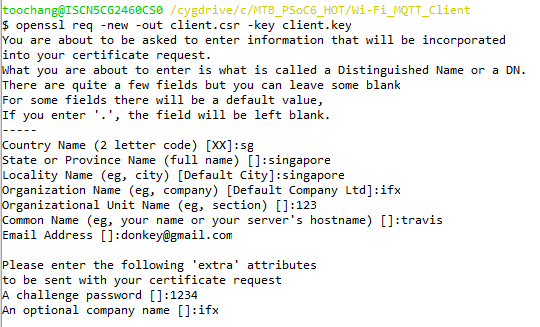 toochang@ISCN5CG2460CS0 /cygdrive/c/MTB_PSoC6_HOT/Wi-Fi_MQTT_Client
$ openssl req -new -out client.csr -key client.key
You are about to be asked to enter information that will be incorporated
into your certificate request.
What you are about to enter is what is called a Distinguished Name or a DN.
There are quite a few fields but you can leave some blank
For some fields there will be a default value,
If you enter '.', the field will be left blank.
-----
Country Name (2 letter code) [XX]:sg
State or Province Name (full name) []:singapore
Locality Name (eg, city) [Default City]:singapore
Organization Name (eg, company) [Default Company Ltd]:ifx
Organizational Unit Name (eg, section) []:123
Common Name (eg, your name or your server's hostname) []:travis
Email Address []:donkey@gmail.com

Please enter the following 'extra' attributes
to be sent with your certificate request
A challenge password []:1234
An optional company name []:ifx